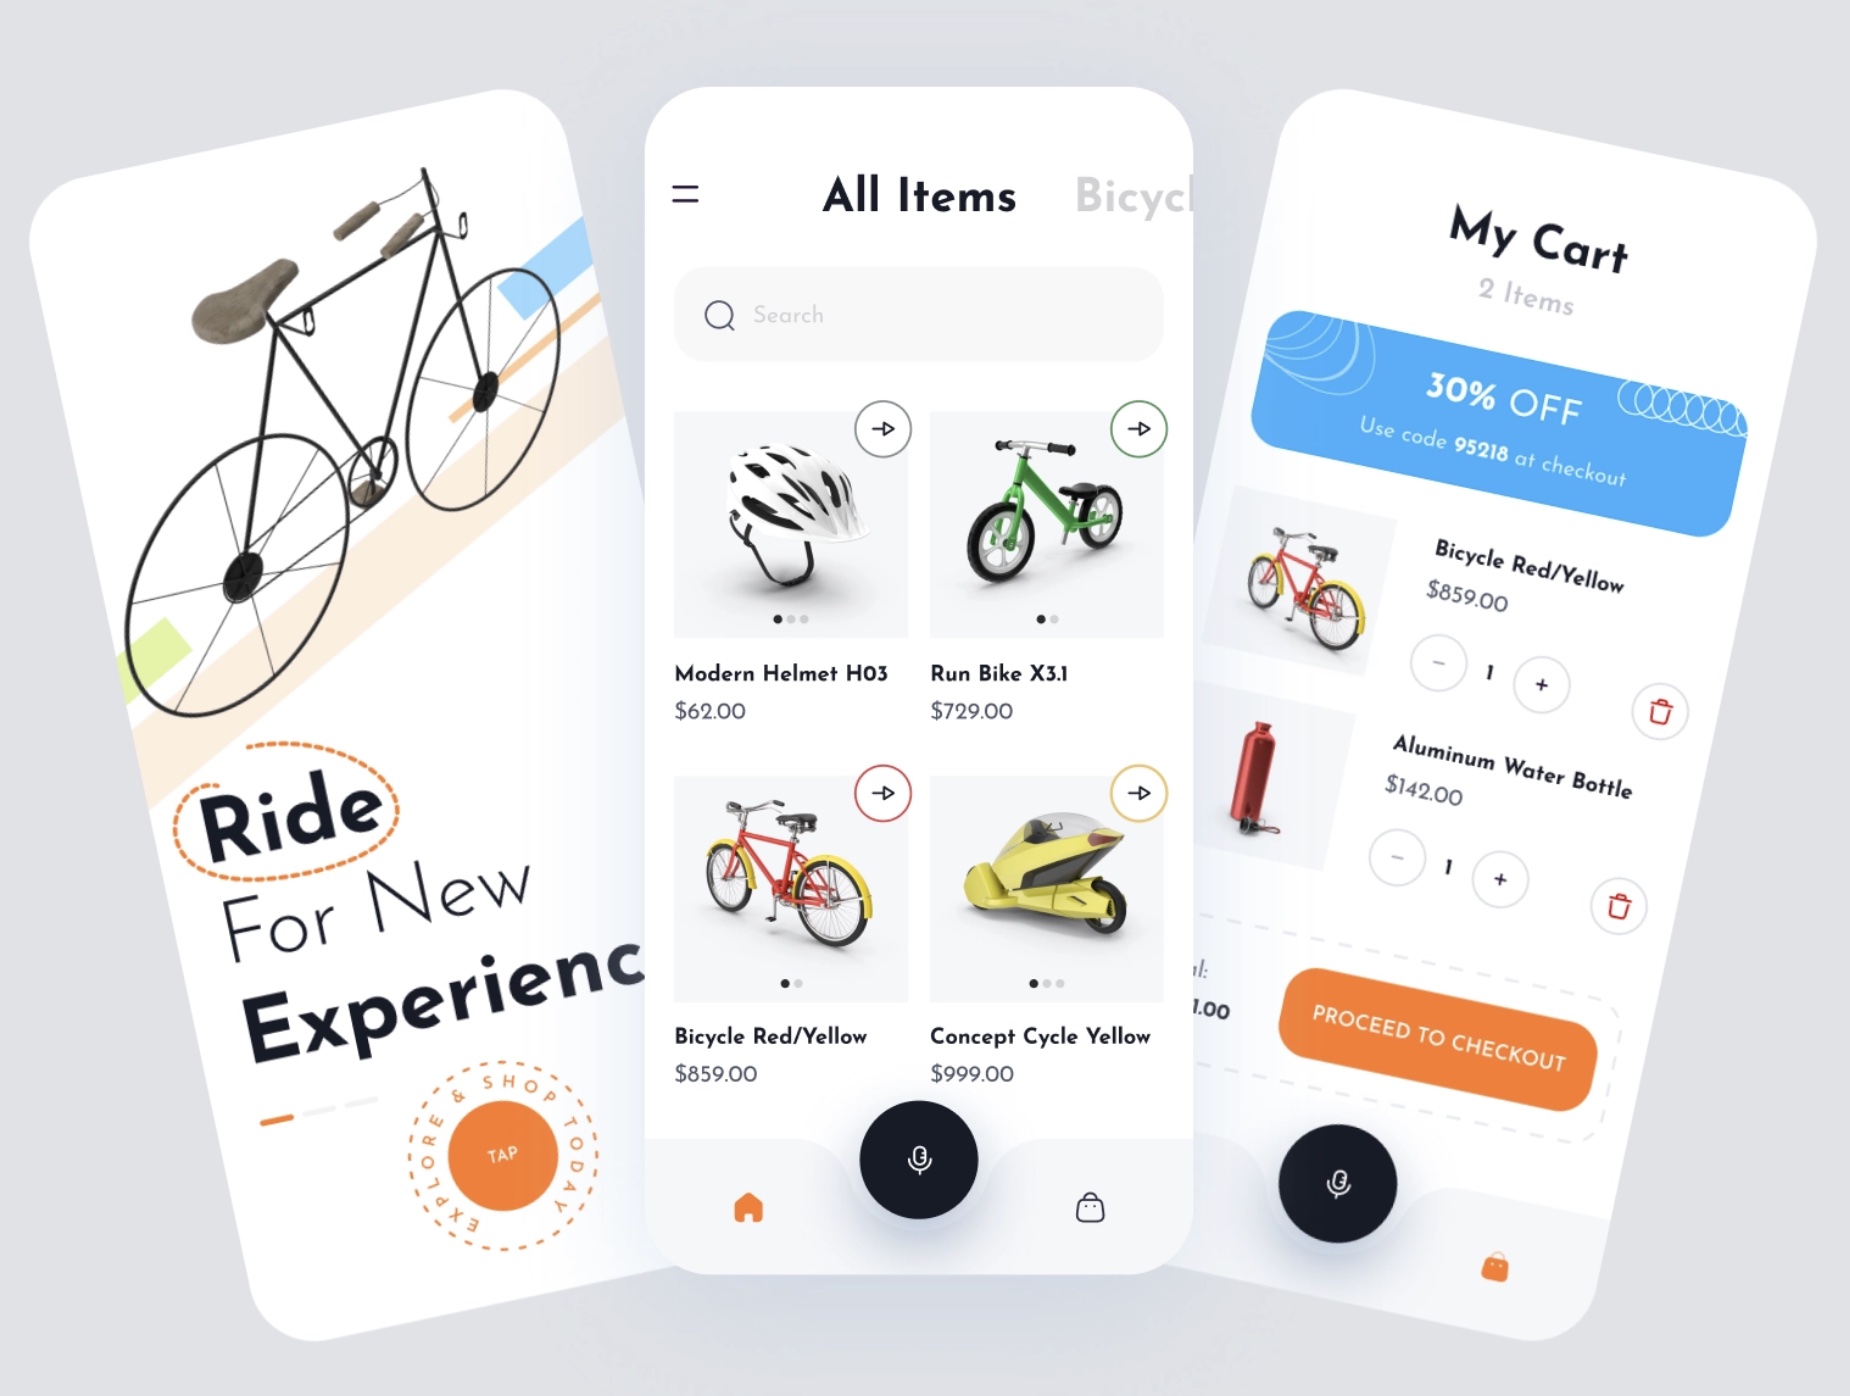 Ride
For New
Experienc
EXPLORE & SHOP TODAY
TAP
All Items
Bicycl
Search
Modern Helmet H03
$62.00
Run Bike X3.1
$729.00
Bicycle Red/Yellow
$859.00
Concept Cycle Yellow
$999.00
My Cart
2 Items
30% OFF
Use code 95218 at checkout
Bicycle Red/Yellow
$859.00
1
Aluminum Water Bottle
$142.00
1
al:
1.00
PROCEED TO CHECKOUT